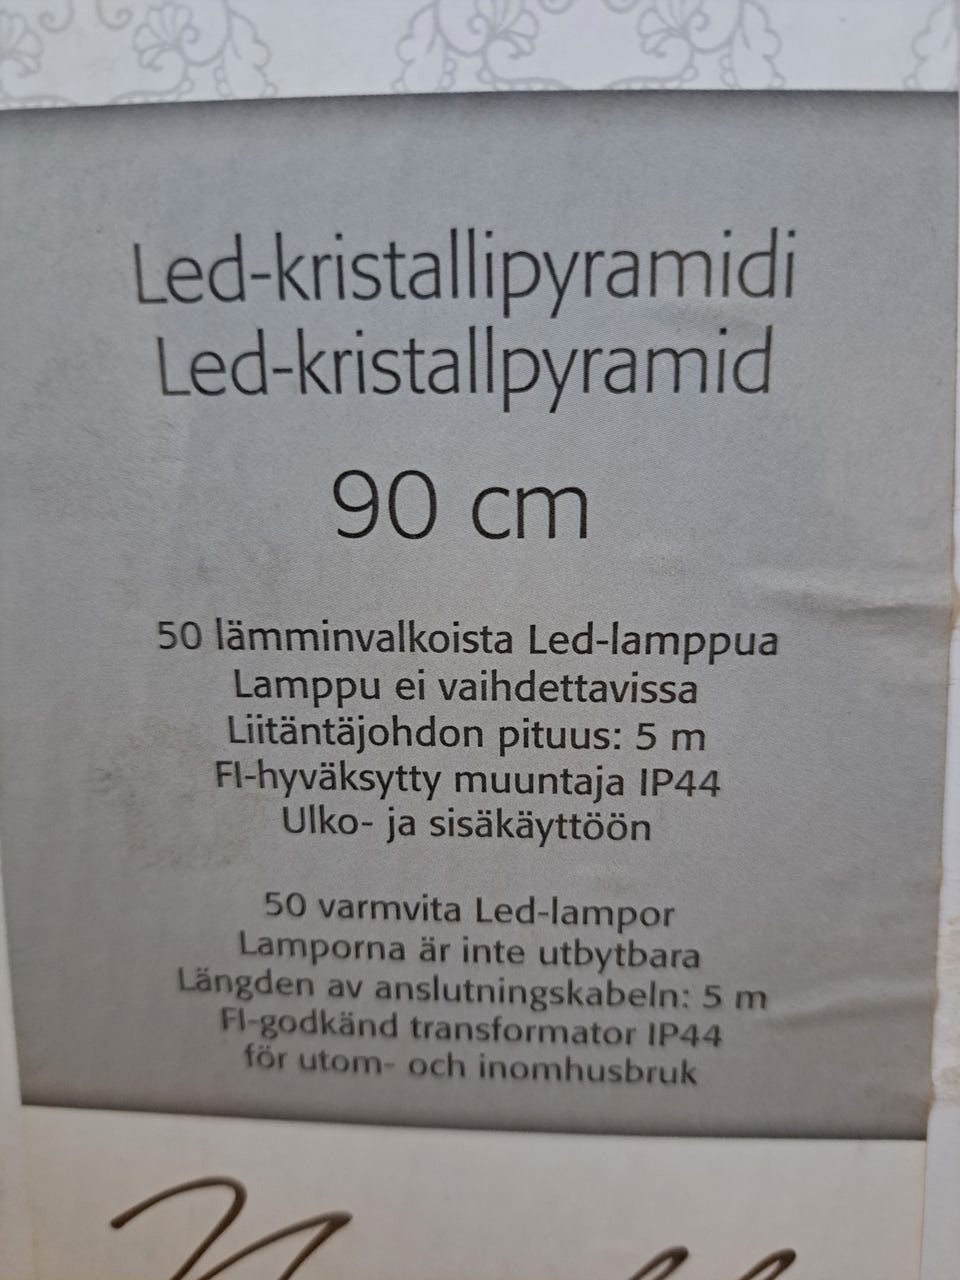 Led-kristallipyramidi
Led-kristallpyramid
90 cm
50 lämminvalkoista Led-lamppua
Lamppu ei vaihdettavissa
Liitäntäjohdon pituus: 5 m
FI-hyväksytty muuntaja IP44
Ulko- ja sisäkäyttöön
50 varmvita Led-lampor
Lamporna är inte utbytbara
Längden av anslutningskabeln: 5 m
FI-godkänd transformator IP44
för utom- och inomhusbruk